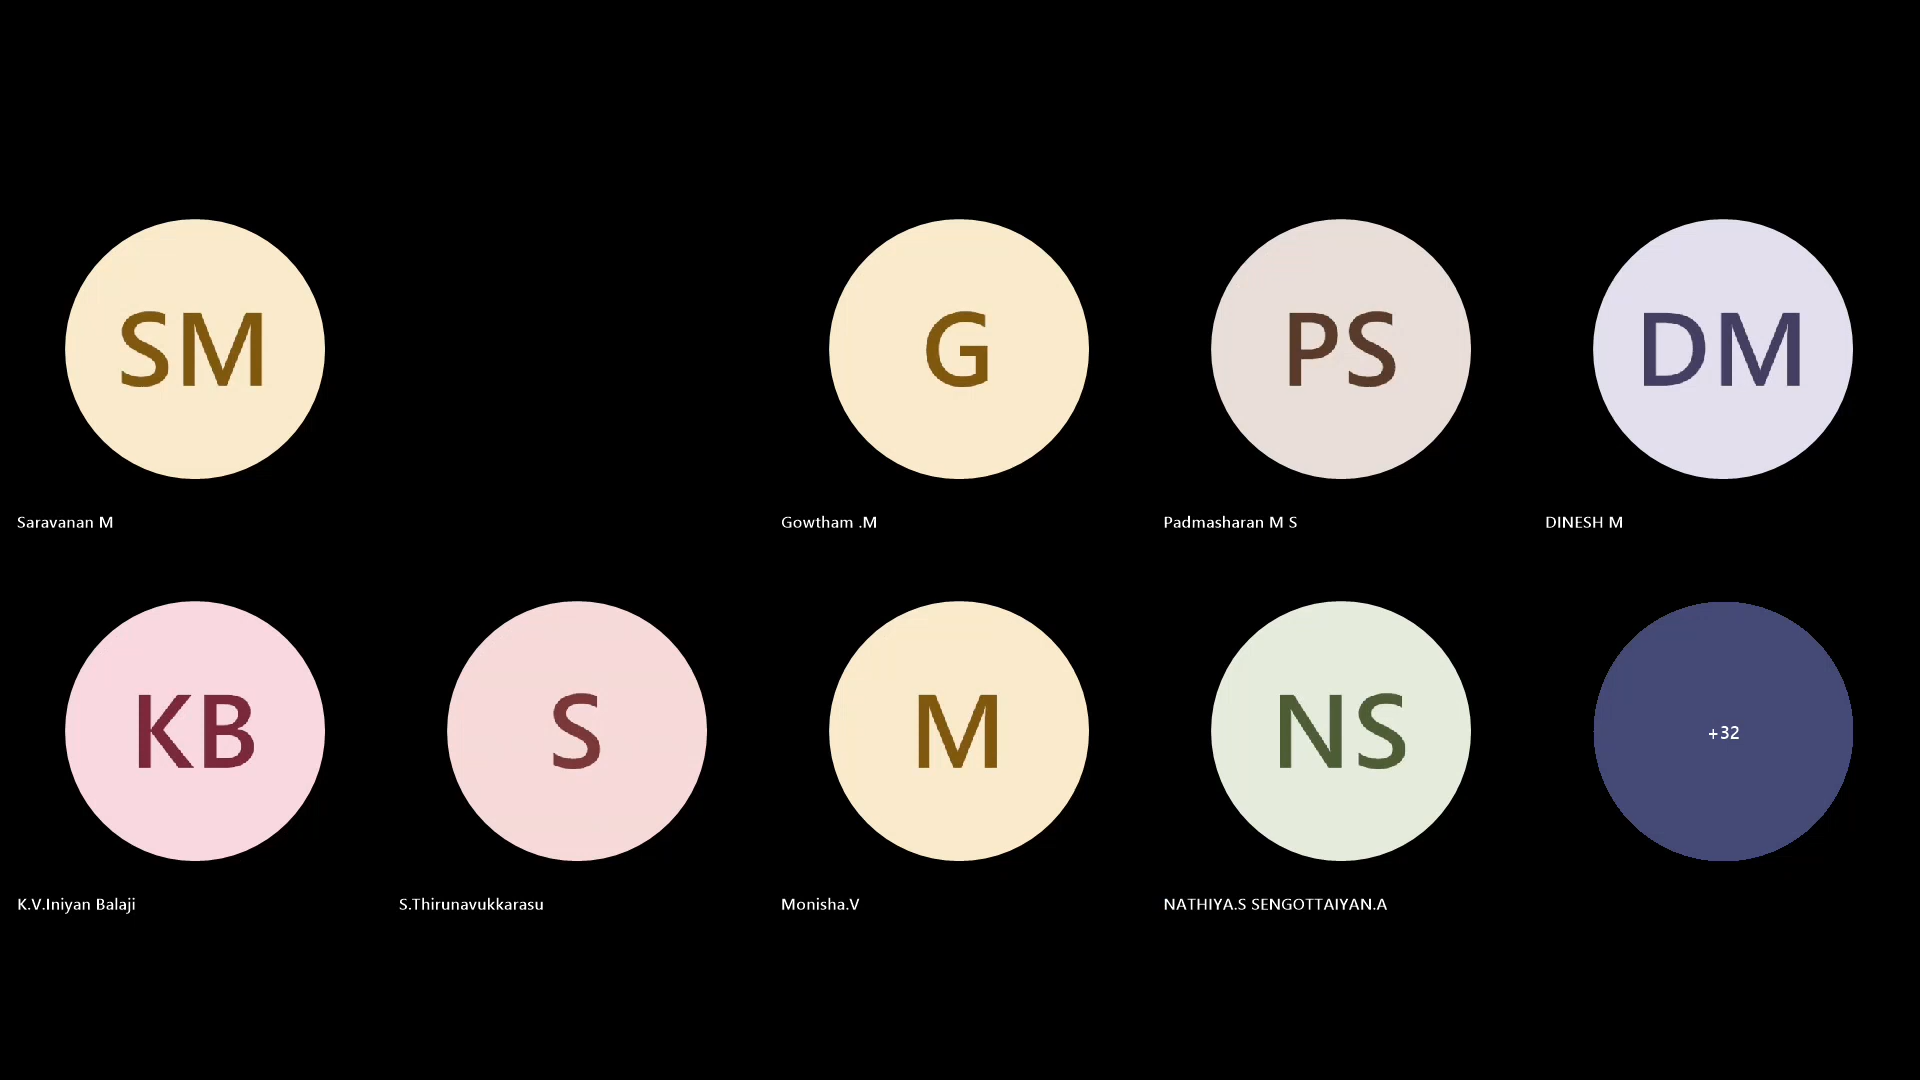 SM
G
PS
DM
Saravanan M
Gowtham .M
Padmasharan M S
DINESH M
KB
S
M
NS
+32
K.V.Iniyan Balaji
S.Thirunavukkarasu
Monisha.V
NATHIYA.S SENGOTTAIYAN.A